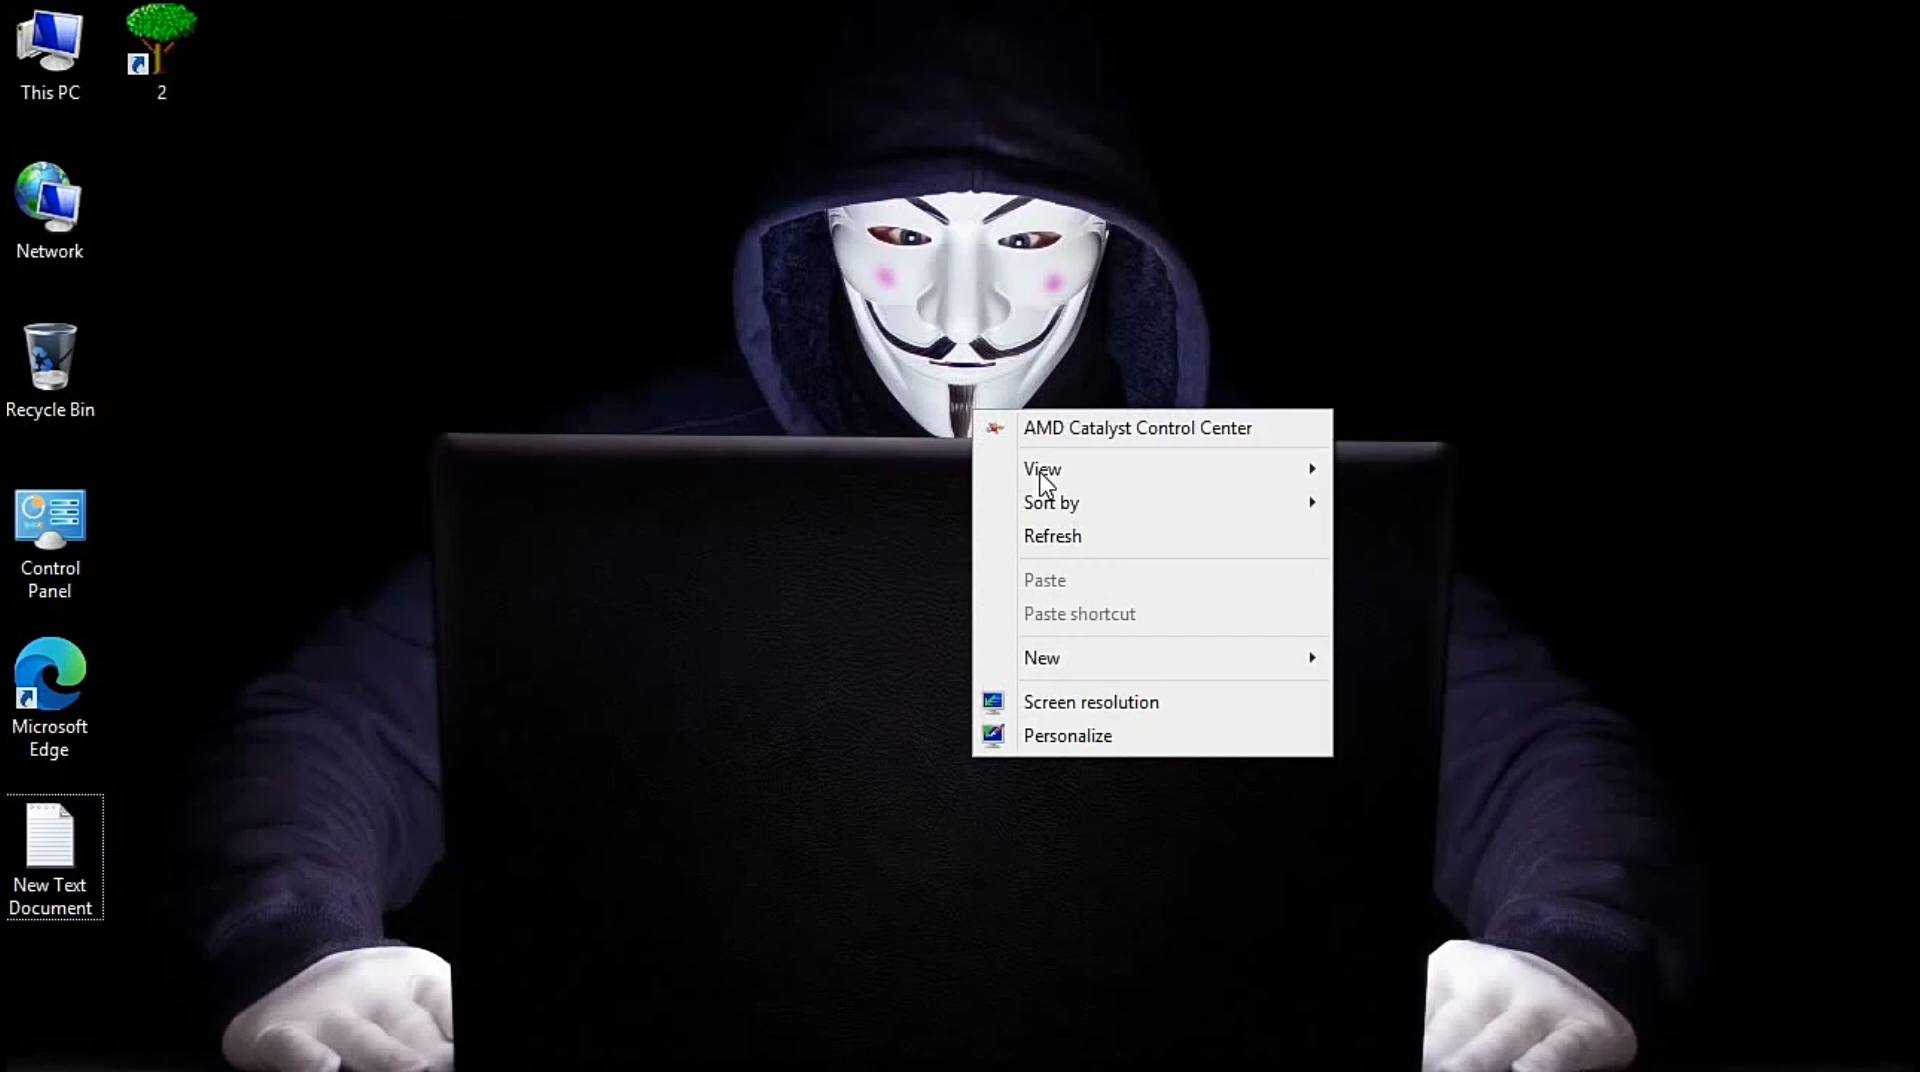 This PC
2
Network
Recycle Bin
Control
Panel
Microsoft
Edge
New Text
Document
AMD Catalyst Control Center
View
Sort by
Refresh
Paste
Paste shortcut
New
Screen resolution
Personalize